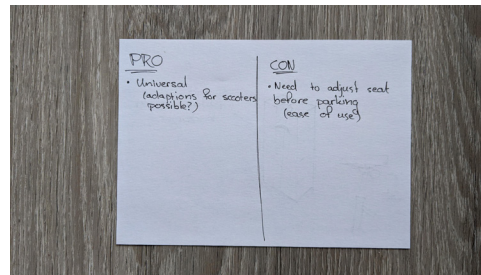 PRO
• Universal
(adaptions for scooters
possible?)
CON
• Need to adjust seat
before parking
(ease of use)